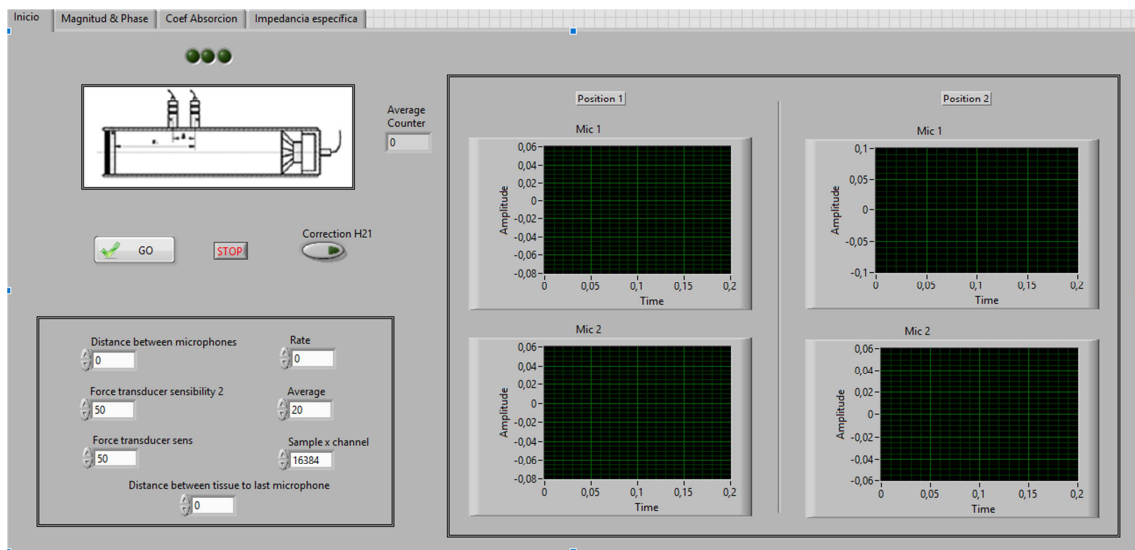 Inicio
Magnitud & Phase
Coef Absorcion
Impedancia específica
Average
Counter
0
GO
STOP
Correction H21
Distance between microphones
0
Rate
0
Force transducer sensibility 2
50
Average
20
Force transducer sens
50
Sample x channel
16384
Distance between tissue to last microphone
0
Position 1
Mic 1
Amplitude
0,06
0,04
0,02
0
-0,02
-0,04
-0,06
-0,08
0 0,05 0,1 0,15 0,2
Time
Mic 2
Amplitude
0,06
0,04
0,02
0
-0,02
-0,04
-0,06
-0,08
0 0,05 0,1 0,15 0,2
Time
Position 2
Mic 1
Amplitude
0,1
0,05
0
-0,05
-0,1
0 0,05 0,1 0,15 0,2
Time
Mic 2
Amplitude
0,06
0,04
0,02
0
-0,02
-0,04
-0,06
0 0,05 0,1 0,15 0,2
Time